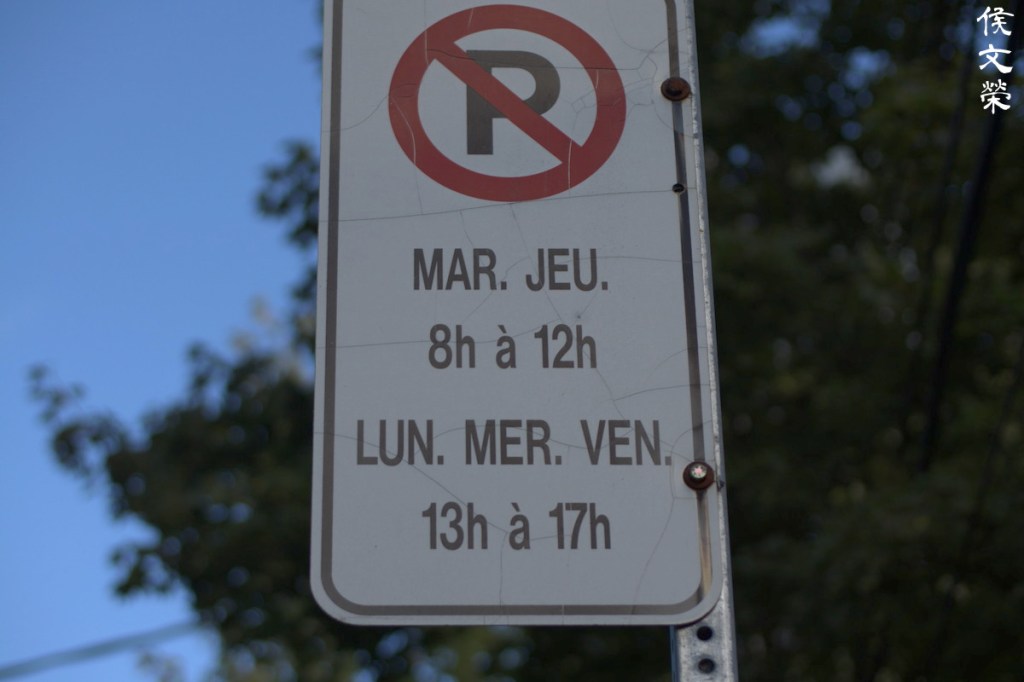 P
MAR. JEU.
8h à 12h
LUN. MER. VEN.
13h à 17h
侯文榮